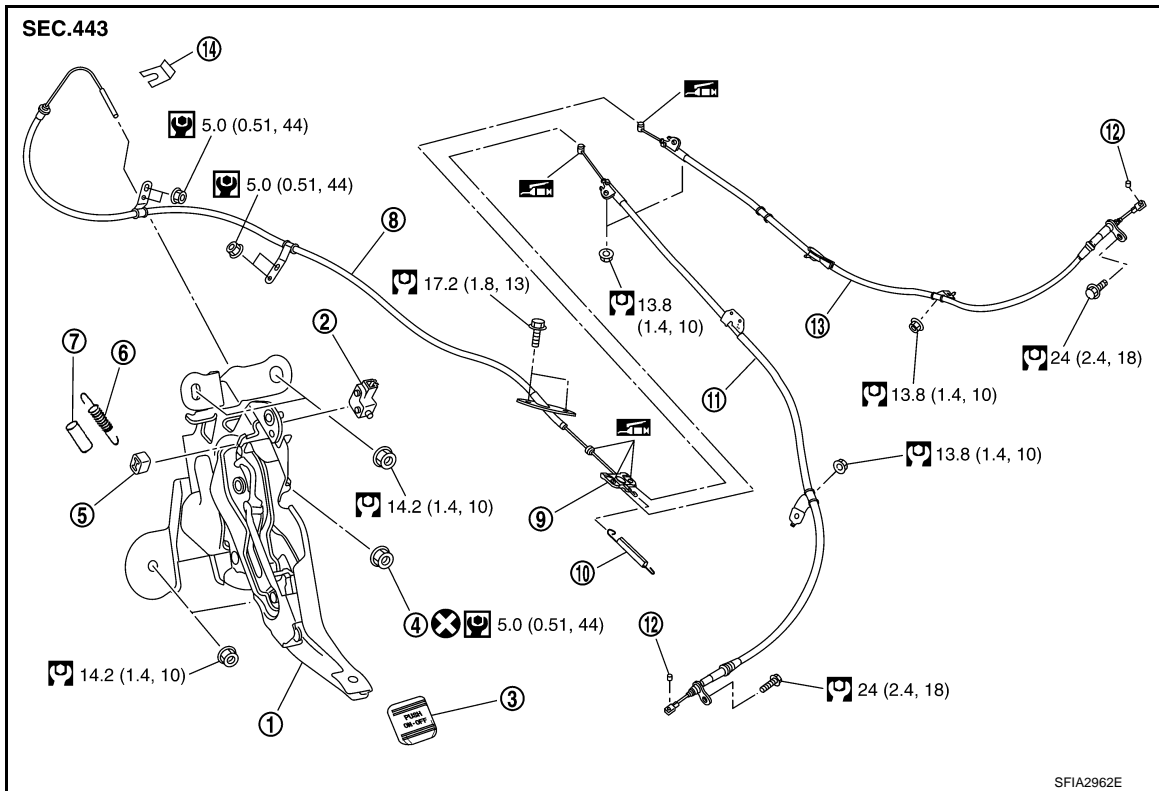 SEC.443
14
5.0 (0.51, 44)
12
5.0 (0.51, 44)
8
17.2 (1.8, 13)
13.8
(1.4, 10)
2
13
7
6
24 (2.4, 18)
11
13.8 (1.4, 10)
13.8 (1.4, 10)
5
14.2 (1.4, 10)
9
10
4
5.0 (0.51, 44)
12
14.2 (1.4, 10)
24 (2.4, 18)
3
1
PUSH
ON-OFF
SFIA2962E